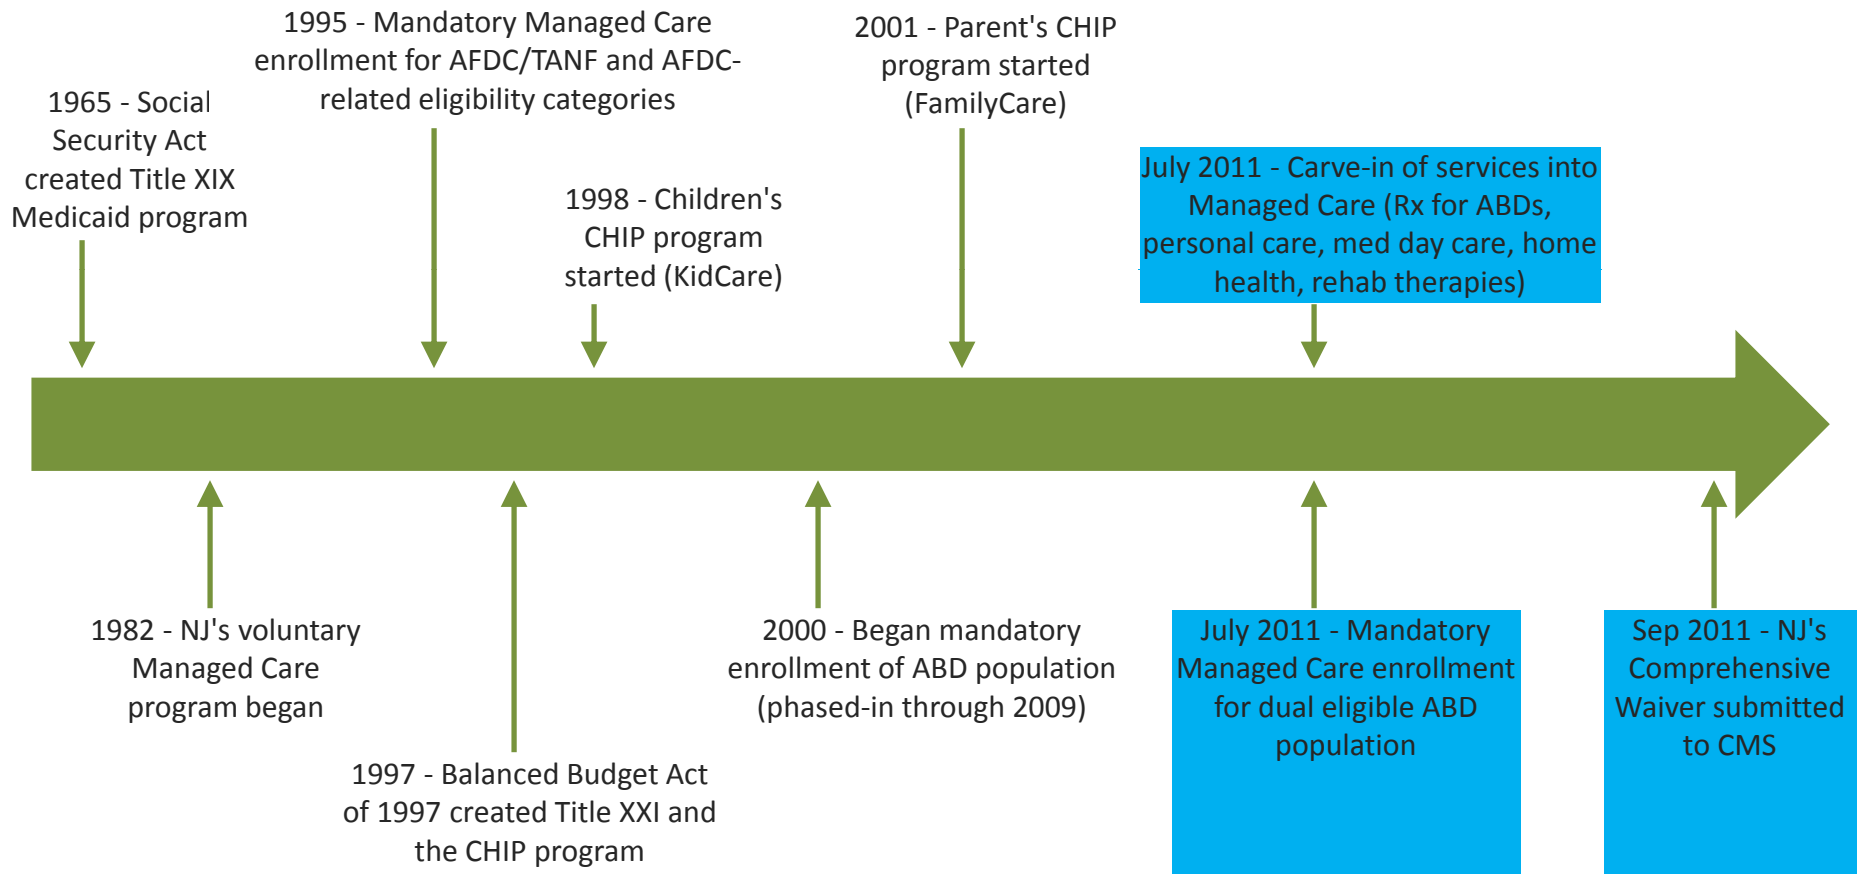 1965 - Social
Security Act
created Title XIX
Medicaid program
1995 - Mandatory Managed Care
enrollment for AFDC/TANF and AFDC-
related eligibility categories
1998 - Children's
CHIP program
started (KidCare)
2001 - Parent's CHIP
program started
(FamilyCare)
July 2011 - Carve-in of services into
Managed Care (Rx for ABDs,
personal care, med day care, home
health, rehab therapies)
1982 - NJ's voluntary
Managed Care
program began
1997 - Balanced Budget Act
of 1997 created Title XXI and
the CHIP program
2000 - Began mandatory
enrollment of ABD population
(phased-in through 2009)
July 2011 - Mandatory
Managed Care enrollment
for dual eligible ABD
population
Sep 2011 - NJ's
Comprehensive
Waiver submitted
to CMS